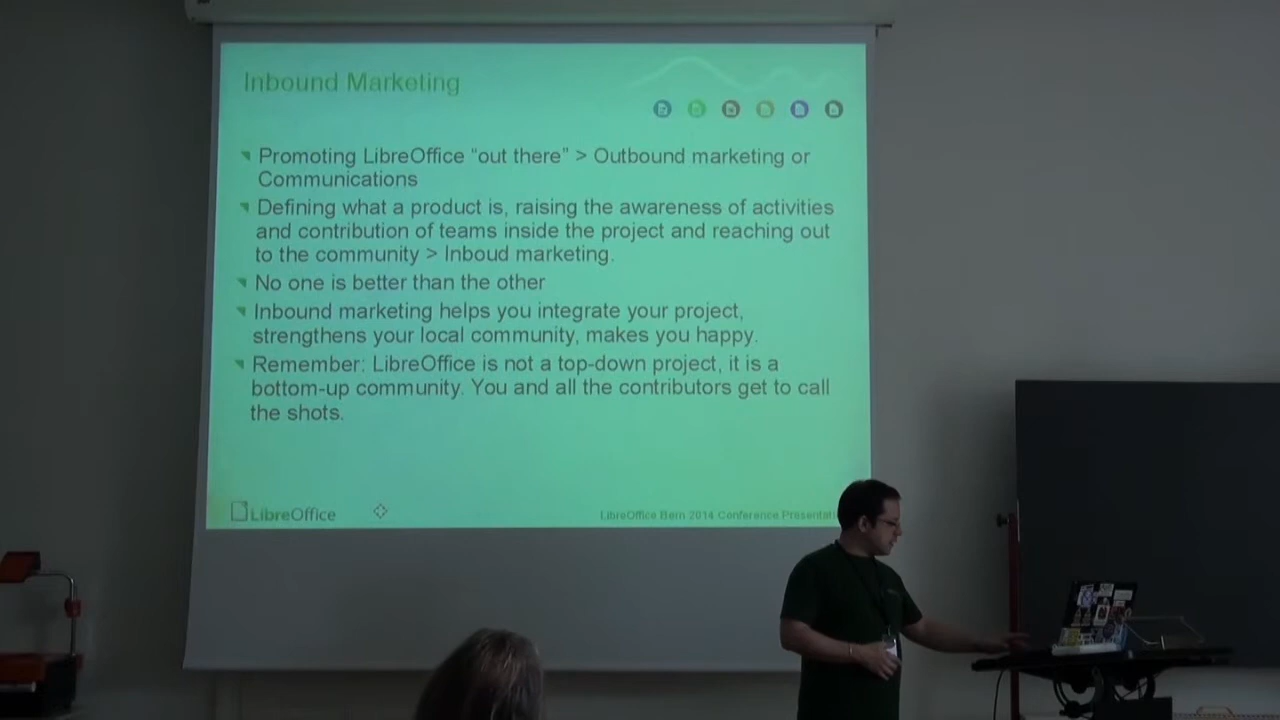 Inbound Marketing
Promoting LibreOffice "out there" > Outbound marketing or
Communications
Defining what a product is, raising the awareness of activities
and contribution of teams inside the project and reaching out
to the community > Inboud marketing.
No one is better than the other
Inbound marketing helps you integrate your project,
strengthens your local community, makes you happy.
Remember: LibreOffice is not a top-down project, it is a
bottom-up community. You and all the contributors get to call
the shots.
LibreOffice
LibreOffice Bern 2014 Conference Presentati